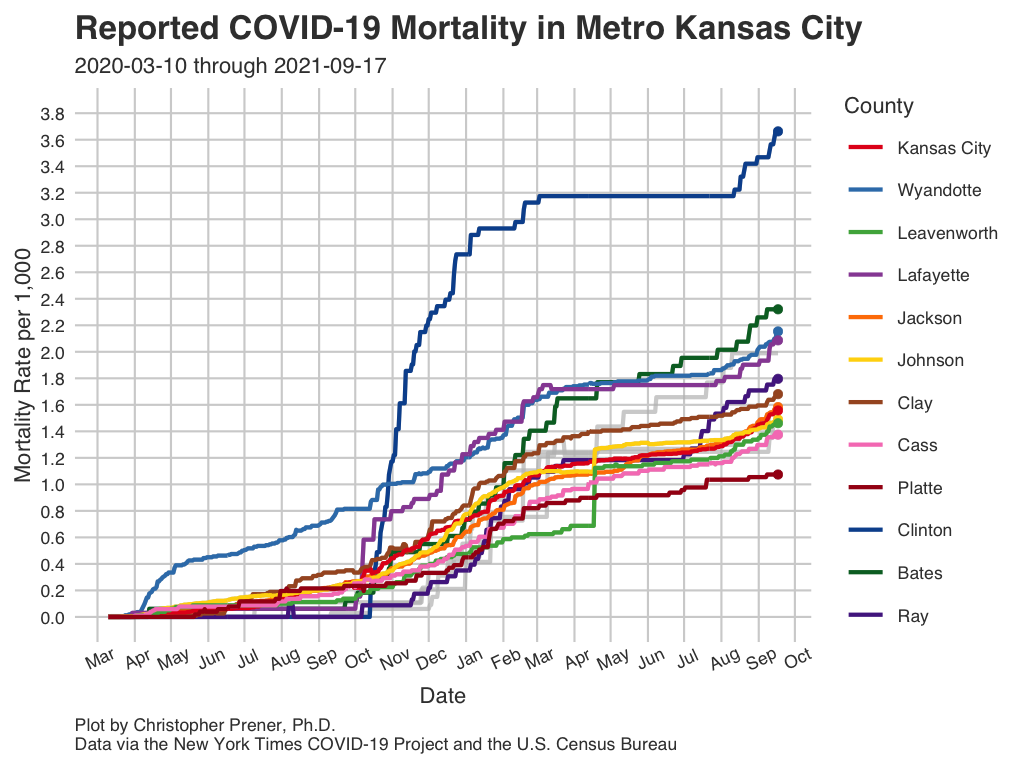 Reported COVID-19 Mortality in Metro Kansas City
2020-03-10 through 2021-09-17
Mortality Rate per 1,000
3.8
3.6
3.4
3.2
3.0
2.8
2.6
2.4
2.2
2.0
1.8
1.6
1.4
1.2
1.0
0.8
0.6
0.4
0.2
0.0
Mar Apr May Jun Jul Aug Sep Oct Nov Dec Jan Feb Mar Apr May Jun Jul Aug Sep Oct
Date
County
Kansas City
Wyandotte
Leavenworth
Lafayette
Jackson
Johnson
Clay
Cass
Platte
Clinton
Bates
Ray
Plot by Christopher Prener, Ph.D.
Data via the New York Times COVID-19 Project and the U.S. Census Bureau